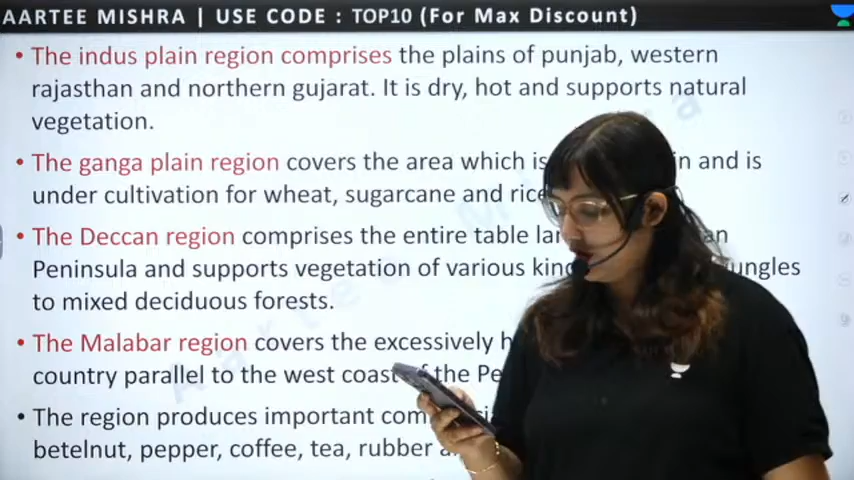 AARTEE MISHRA | USE CODE : TOP10 (For Max Discount)
• The indus plain region comprises the plains of punjab, western
rajasthan and northern gujarat. It is dry, hot and supports natural
vegetation.
• The ganga plain region covers the area which is and is
under cultivation for wheat, sugarcane and rice
• The Deccan region comprises the entire table
Peninsula and supports vegetation of various
to mixed deciduous forests.
• The Malabar region covers the excessively
country parallel to the west coast of the
• The region produces important
betelnut, pepper, coffee, tea, rubber